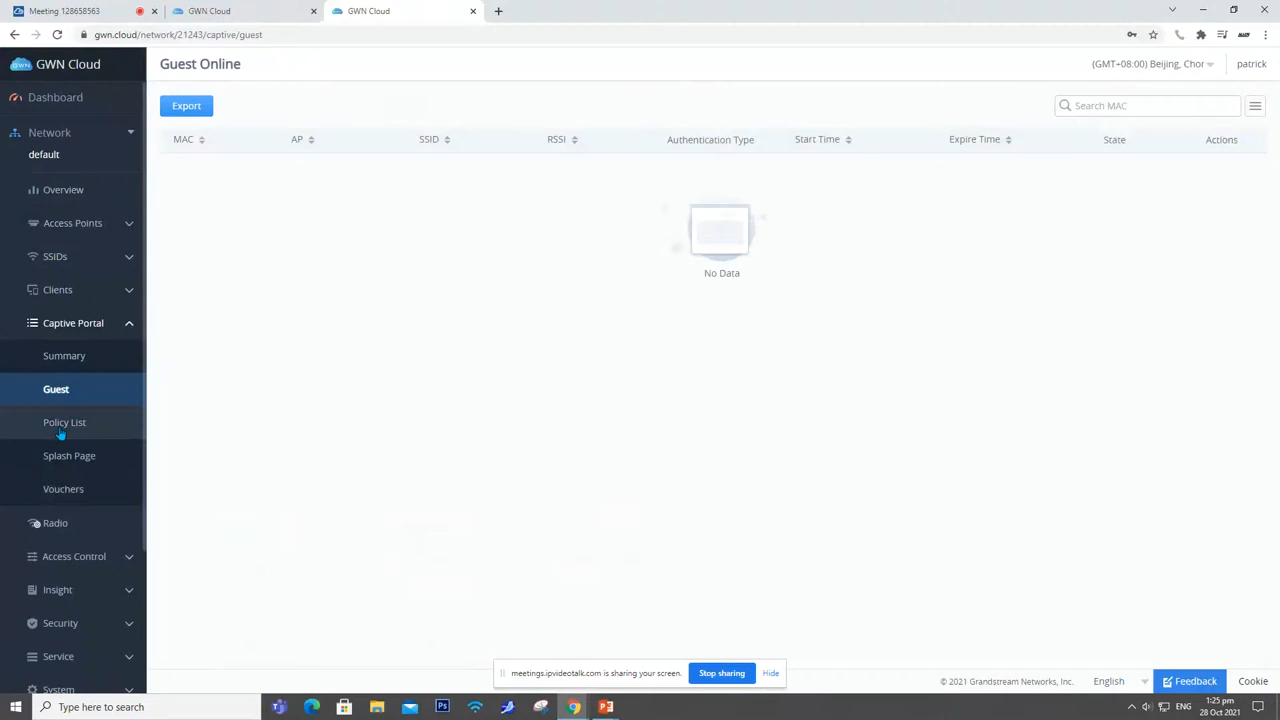 Meeting 128658563
GWN Cloud
GWN Cloud
gwn.cloud/network/21243/captive/guest
GWN Cloud
Guest Online
(GMT+08:00) Beijing, Chor
patrick
Dashboard
Export
Search MAC
Network
default
MAC
AP
SSID
RSSI
Authentication Type
Start Time
Expire Time
State
Actions
Overview
Access Points
SSIDs
No Data
Clients
Captive Portal
Summary
Guest
Policy List
Splash Page
Vouchers
Radio
Access Control
Insight
Security
Service
System
meetings.ipvideotalk.com is sharing your screen.
Stop sharing
Hide
© 2021 Grandstream Networks, Inc.
English
Feedback
Cookie
Type here to search
ENG
1:25 pm
28 Oct 2021